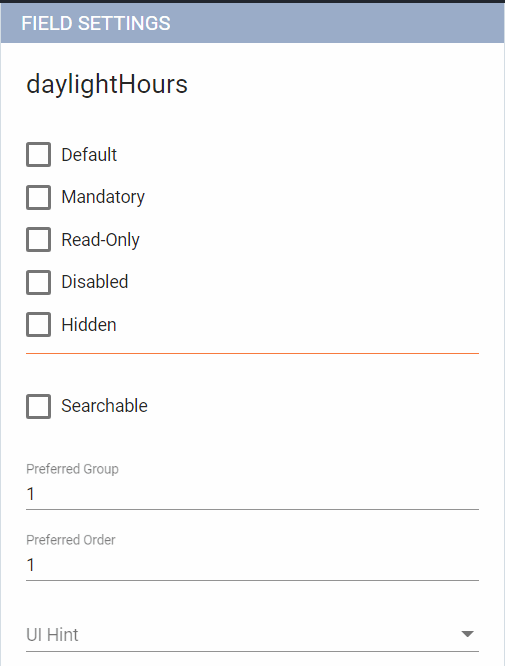 FIELD SETTINGS
daylightHours
Default
Mandatory
Read-Only
Disabled
Hidden
Searchable
Preferred Group
1
Preferred Order
1
UI Hint